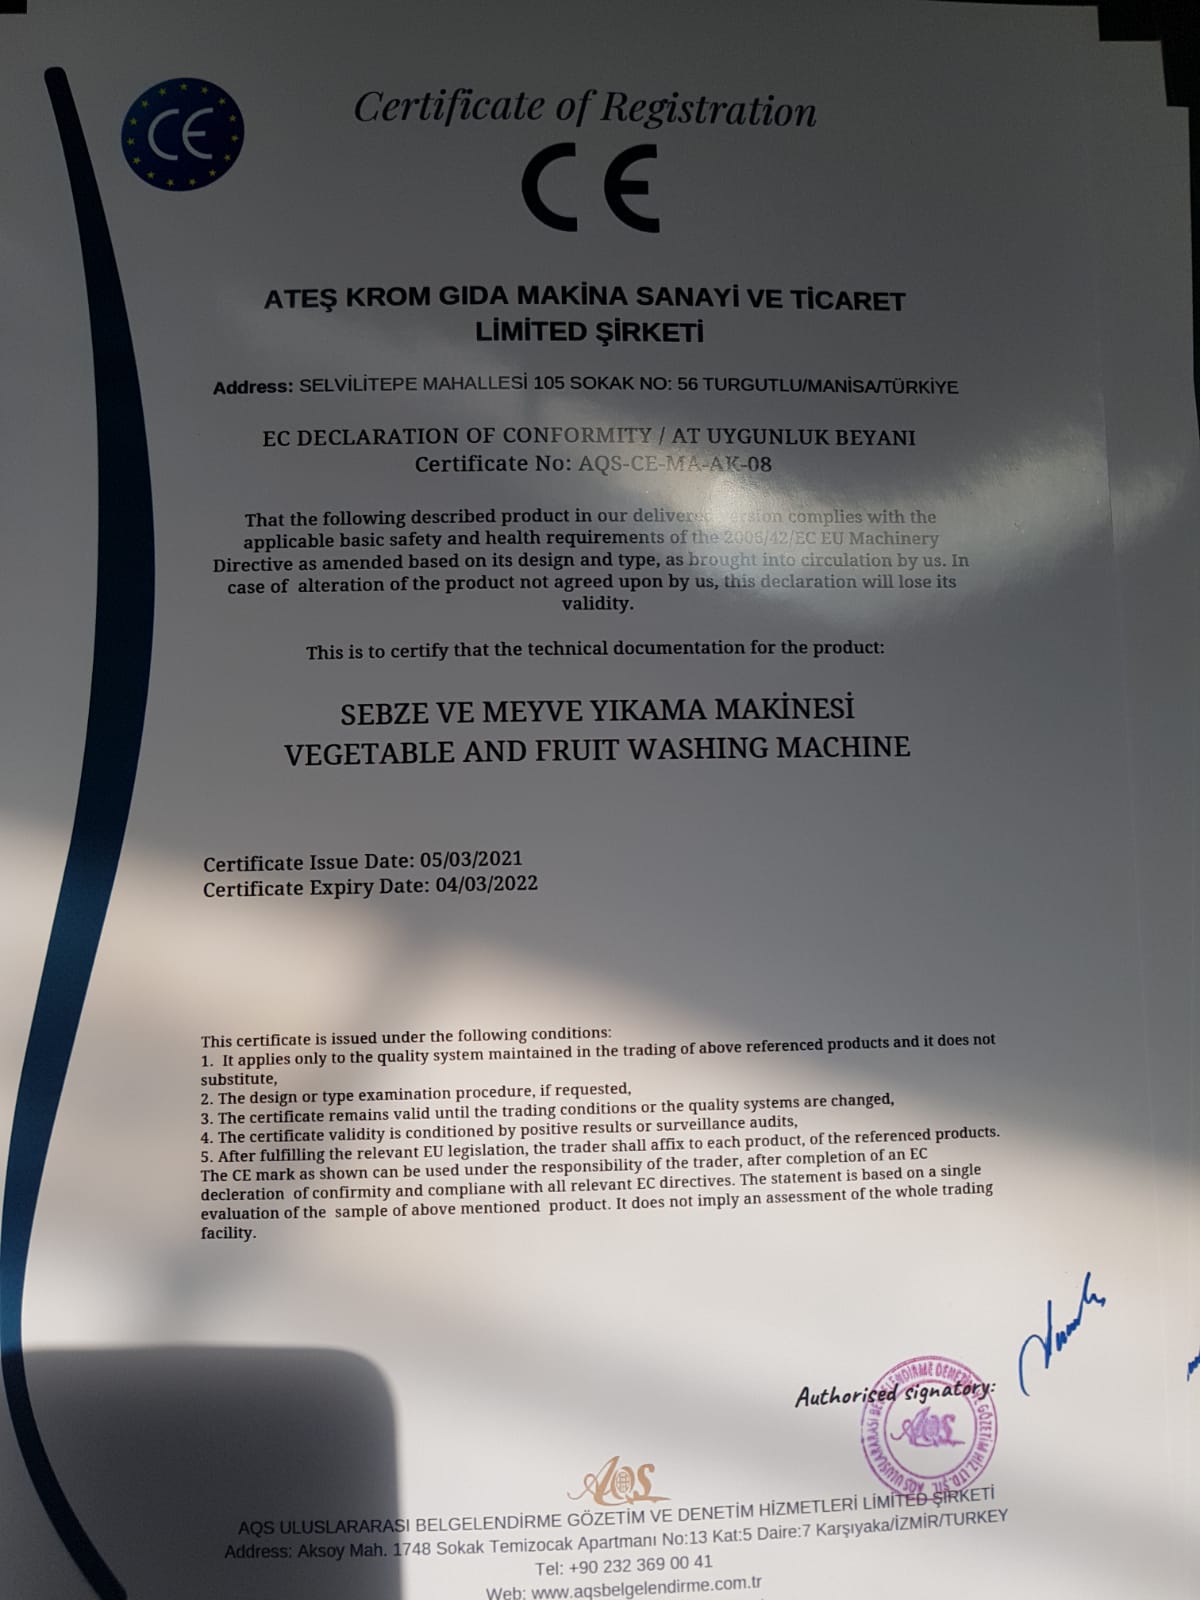 CE
Certificate of Registration
CE
ATEŞ KROM GIDA MAKİNA SANAYİ VE TİCARET
LİMİTED ŞİRKETİ
Address: SELVİLİTEPE MAHALLESİ 105 SOKAK NO: 56 TURGUTLU/MANİSA/TÜRKİYE
EC DECLARATION OF CONFORMITY / AT UYGUNLUK BEYANI
Certificate No: AQS-CE-MA-AK-08
That the following described product in our delivered version complies with the
applicable basic safety and health requirements of the 2006/42/EC EU Machinery
Directive as amended based on its design and type, as brought into circulation by us. In
case of alteration of the product not agreed upon by us, this declaration will lose its
validity.
This is to certify that the technical documentation for the product:
SEBZE VE MEYVE YIKAMA MAKİNESİ
VEGETABLE AND FRUIT WASHING MACHINE
Certificate Issue Date: 05/03/2021
Certificate Expiry Date: 04/03/2022
This certificate is issued under the following conditions:
1. It applies only to the quality system maintained in the trading of above referenced products and it does not
substitute,
2. The design or type examination procedure, if requested,
3. The certificate remains valid until the trading conditions or the quality systems are changed,
4. The certificate validity is conditioned by positive results or surveillance audits,
5. After fulfilling the relevant EU legislation, the trader shall affix to each product, of the referenced products.
The CE mark as shown can be used under the responsibility of the trader, after completion of an EC
decleration of confirmity and compliane with all relevant EC directives. The statement is based on a single
evaluation of the sample of above mentioned product. It does not imply an assessment of the whole trading
facility.
Authorised signatory:
AQS
AQS ULUSLARARASI BELGELENDİRME DENETİM VE GÖZETİM HİZ. LTD. ŞTİ.
AQS
AQS ULUSLARARASI BELGELENDİRME GÖZETİM VE DENETİM HİZMETLERİ LİMİTED ŞİRKETİ
Address: Aksoy Mah. 1748 Sokak Temizocak Apartmanı No:13 Kat:5 Daire:7 Karşıyaka/İZMİR/TURKEY
Tel: +90 232 369 00 41
Web: www.aqsbelgelendirme.com.tr